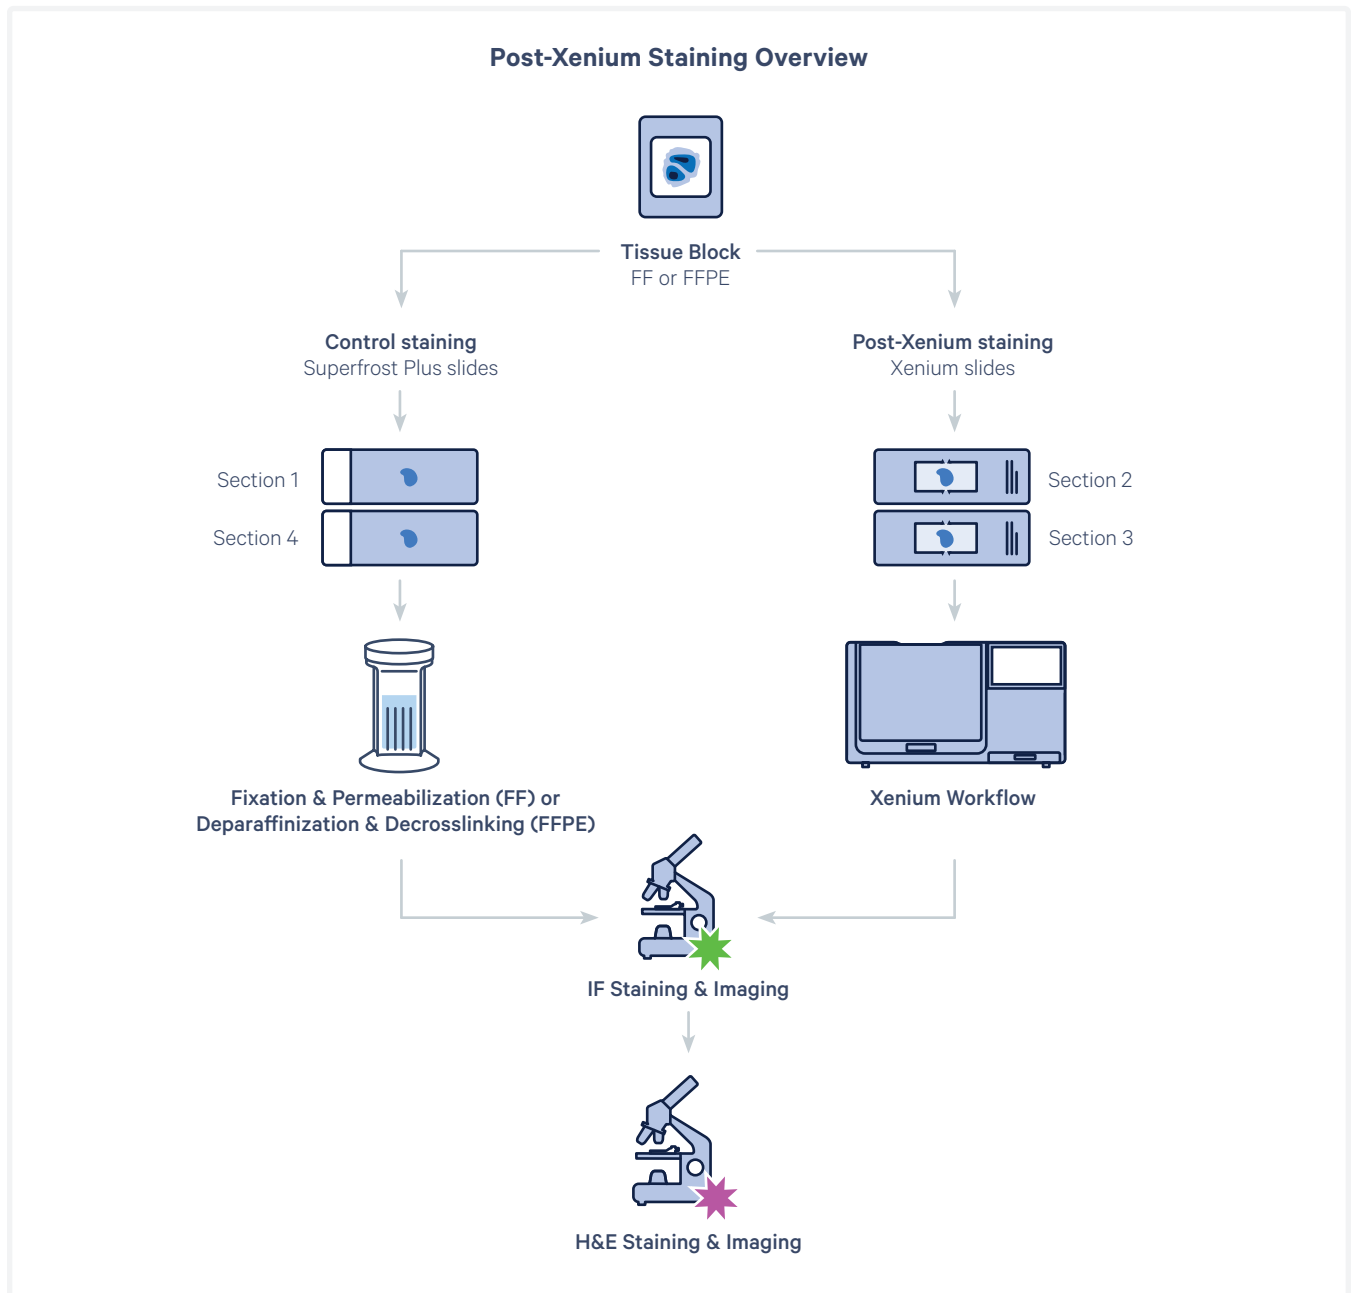 Post-Xenium Staining Overview
Tissue Block
FF or FFPE
Control staining
Superfrost Plus slides
Post-Xenium staining
Xenium slides
Section 1
Section 4
Section 2
Section 3
Fixation & Permeabilization (FF) or
Deparaffinization & Decrosslinking (FFPE)
Xenium Workflow
IF Staining & Imaging
H&E Staining & Imaging